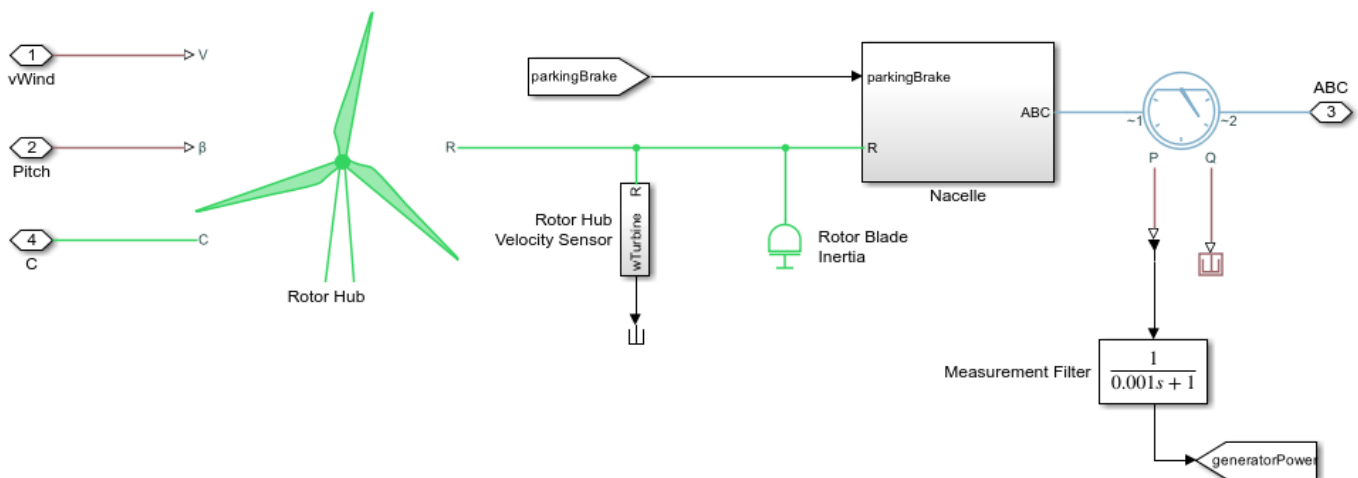 1
vWind
V
2
Pitch
β
4
C
C
Rotor Hub
R
parkingBrake
Rotor Hub
Velocity Sensor
R
wTurbine
Rotor Blade
Inertia
parkingBrake
ABC
R
Nacelle
~1
~2
P
Q
ABC
3
Measurement Filter
1
0.001s + 1
generatorPower